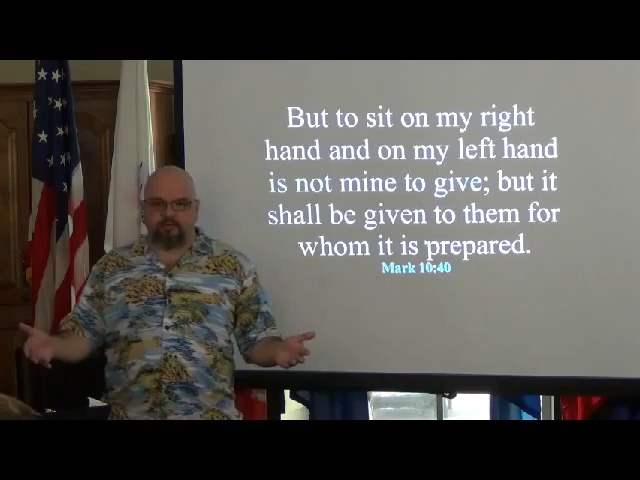 But to sit on my right
hand and on my left hand
is not mine to give; but it
shall be given to them for
whom it is prepared.
Mark 10:40